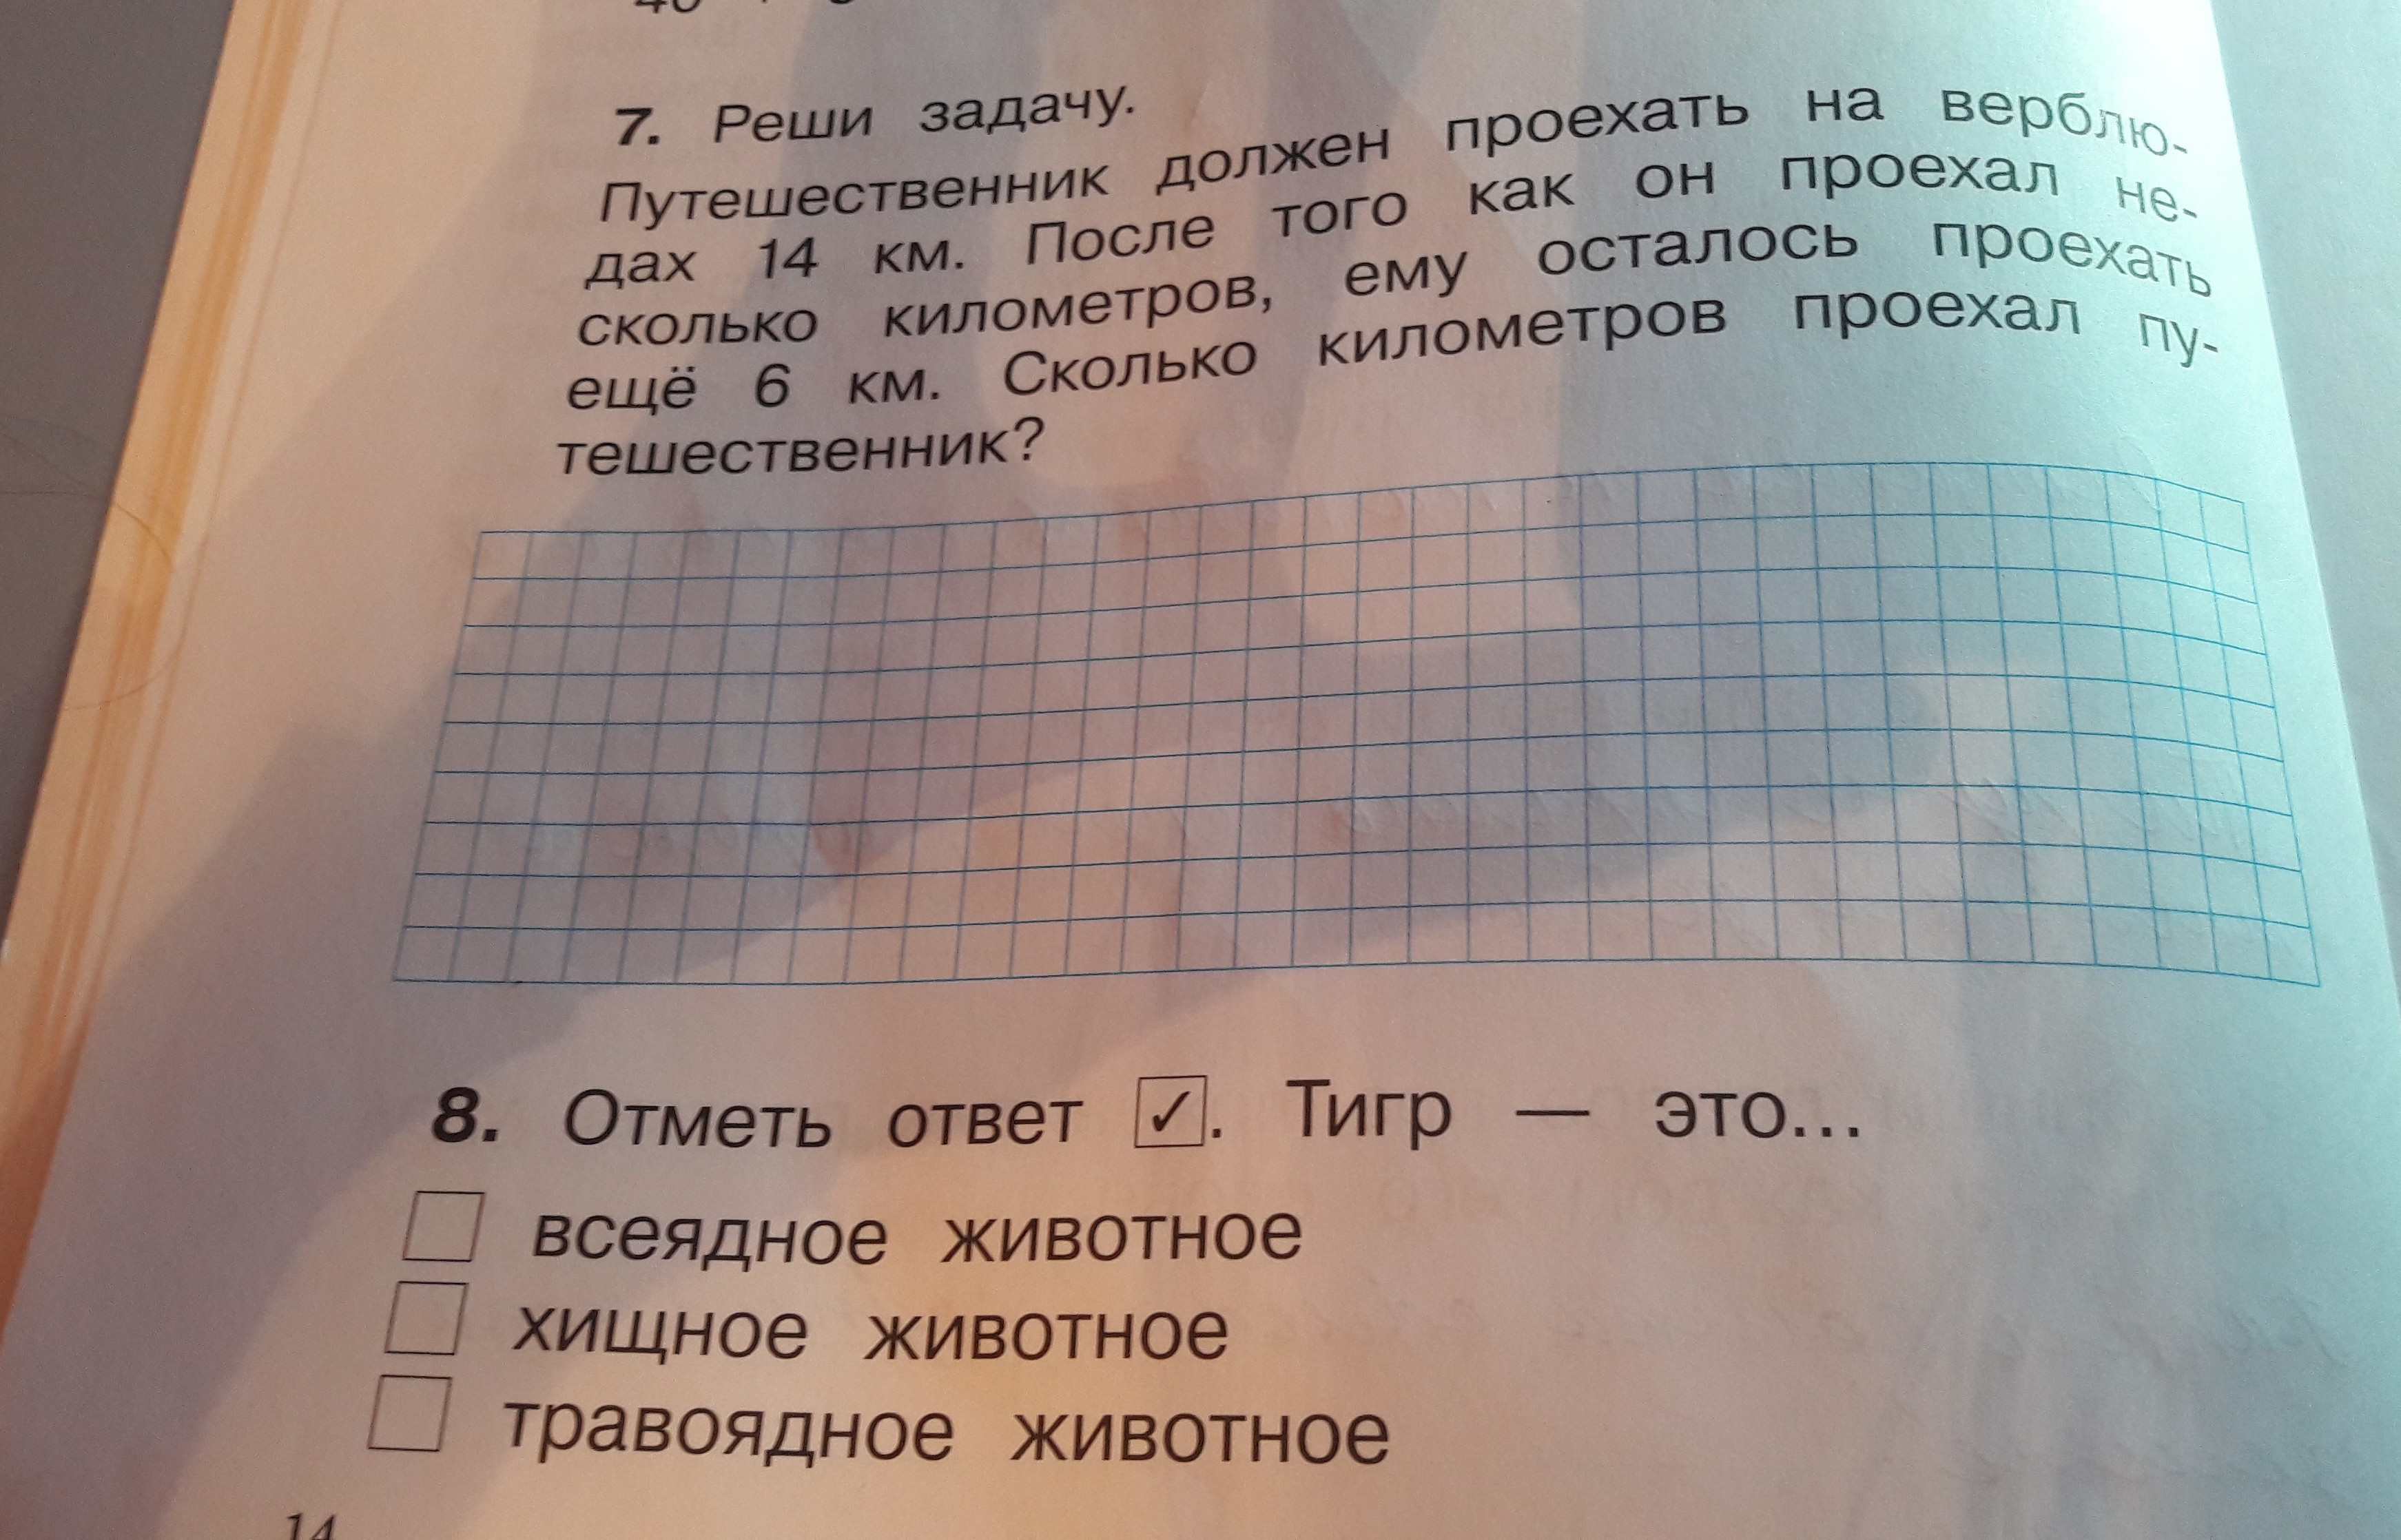 7. Реши задачу.
Путешественник должен проехать на верблю-
дах 14 км. После того как он проехал не-
сколько километров, ему осталось проехать
ещё 6 км. Сколько километров проехал пу-
тешественник?
8. Отметь ответ ✓. Тигр — это...
всеядное животное
хищное животное
травоядное животное
14